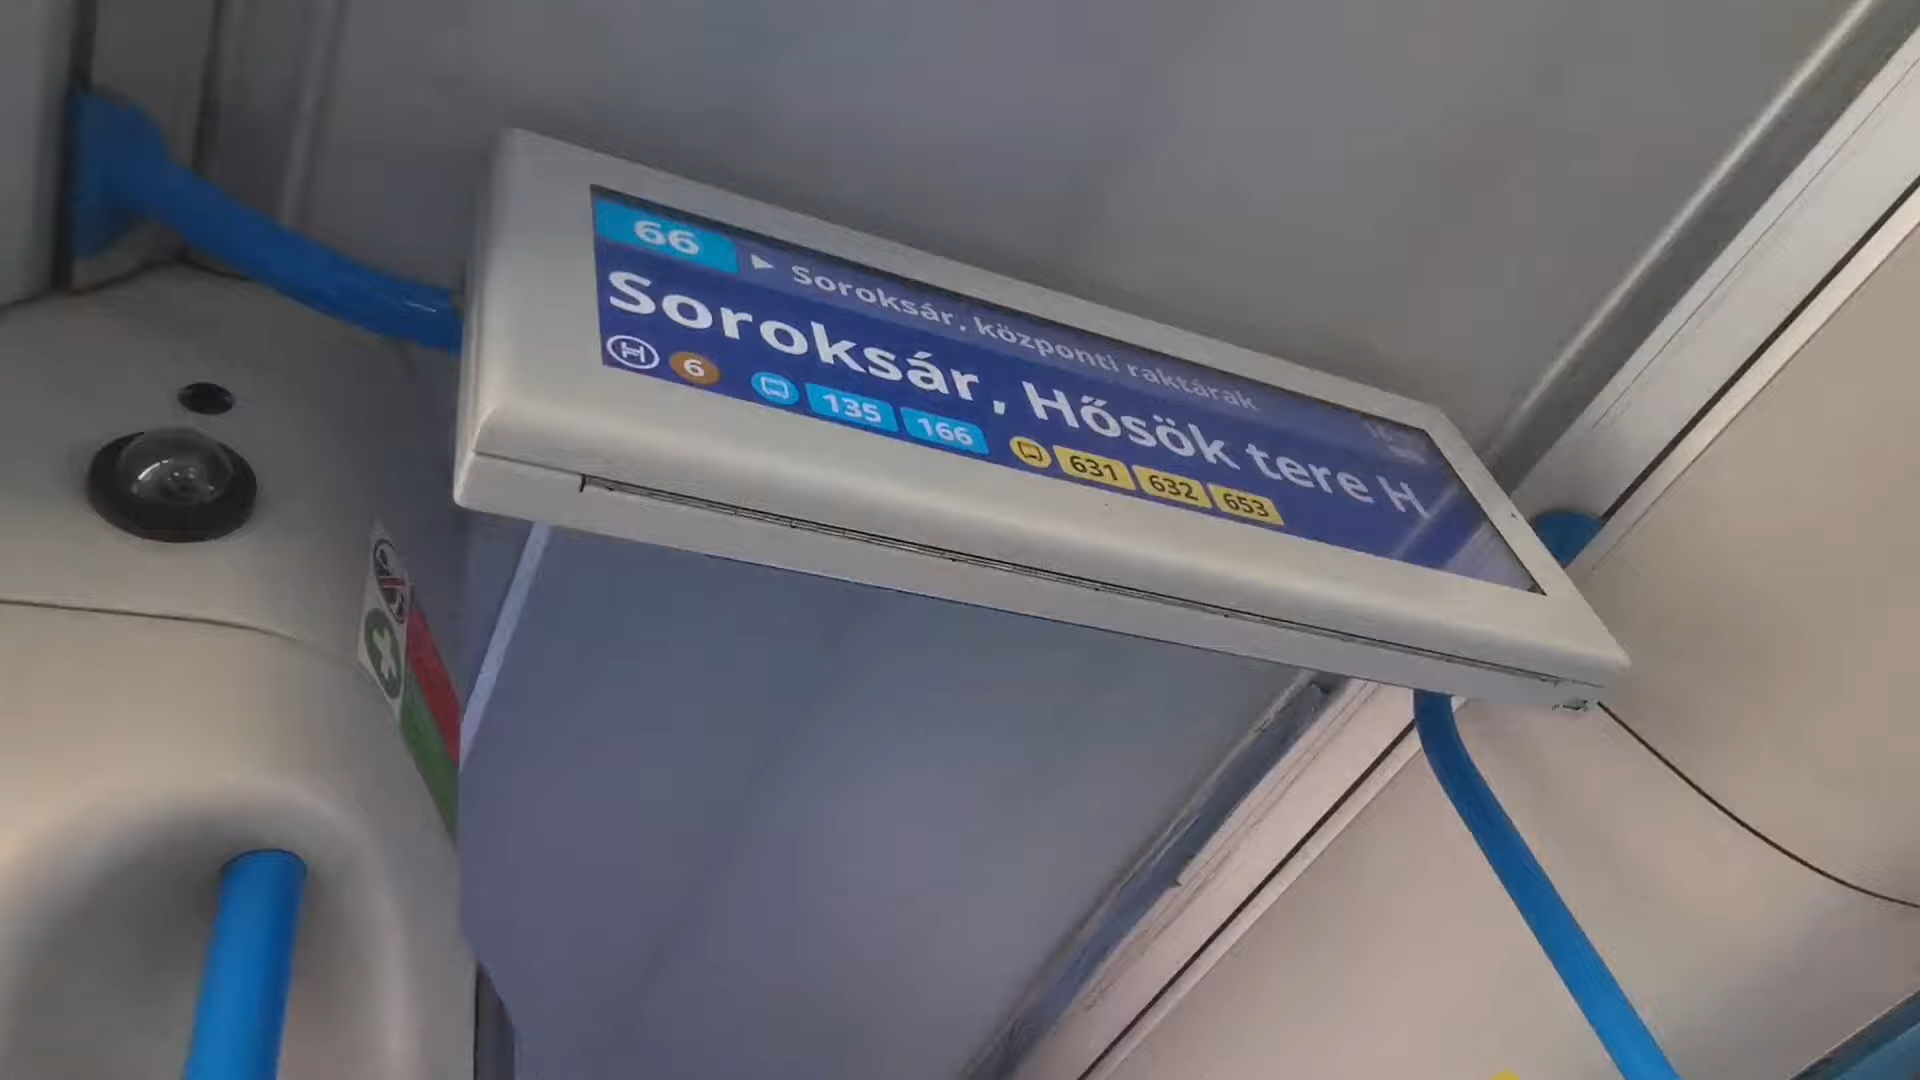 66 ▶ Soroksár, központi raktárak
Soroksár, Hősök tere H
H 6 135 166 631 632 653